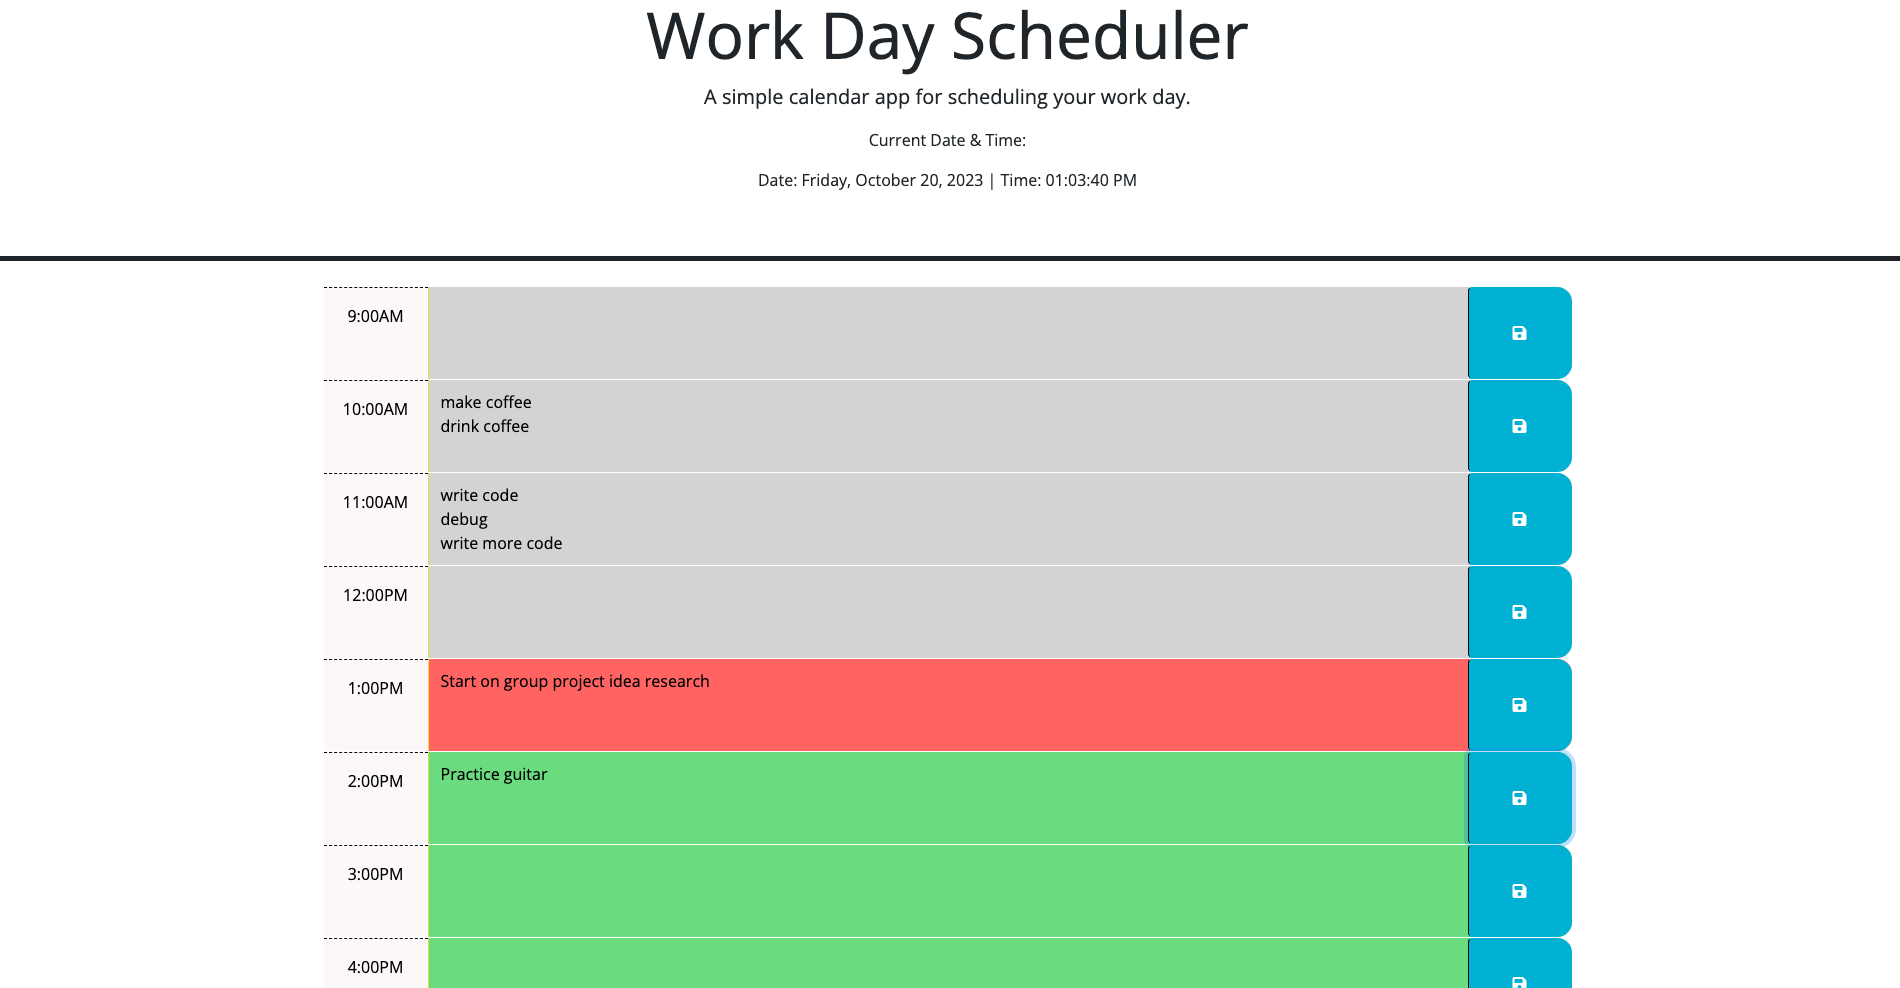 Work Day Scheduler
A simple calendar app for scheduling your work day.
Current Date & Time:
Date: Friday, October 20, 2023 | Time: 01:03:40 PM
9:00AM
10:00AM
make coffee
drink coffee
11:00AM
write code
debug
write more code
12:00PM
1:00PM
Start on group project idea research
2:00PM
Practice guitar
3:00PM
4:00PM